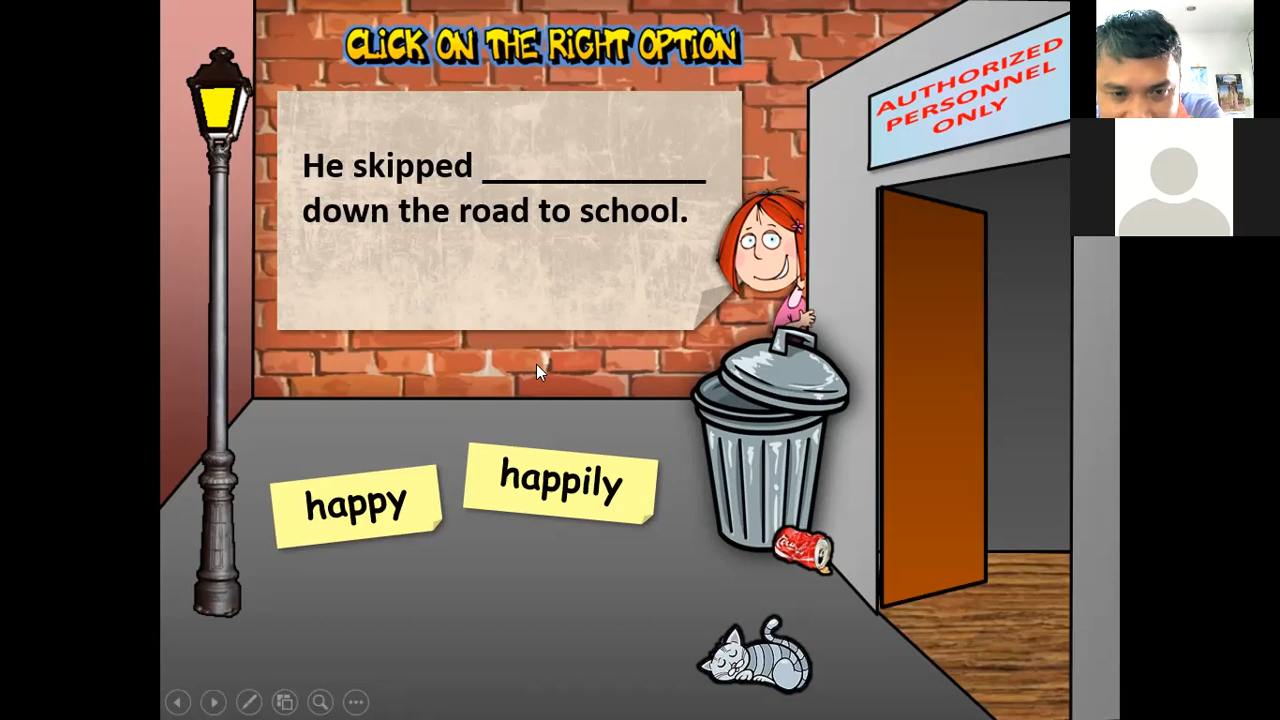 CLICK ON THE RIGHT OPTION
AUTHORIZED
PERSONNEL
ONLY
He skipped ____________
down the road to school.
happy
happily